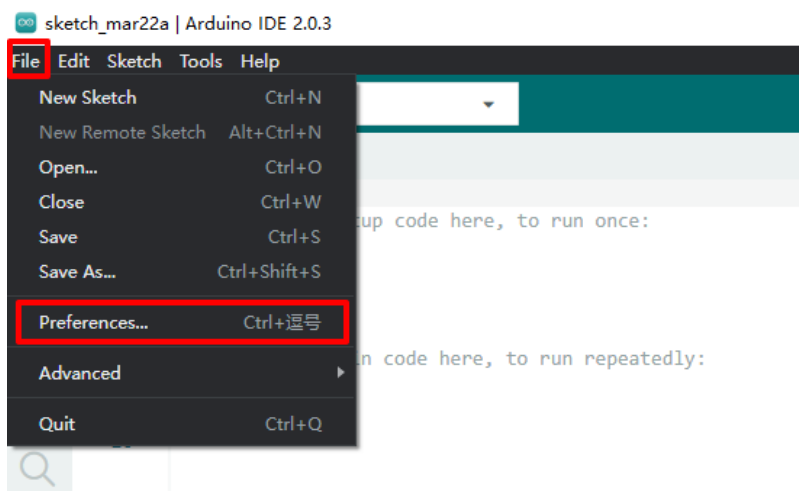 sketch_mar22a | Arduino IDE 2.0.3
File Edit Sketch Tools Help
New Sketch Ctrl+N
New Remote Sketch Alt+Ctrl+N
Open... Ctrl+O
Close Ctrl+W
tup code here, to run once:
Save Ctrl+S
Save As... Ctrl+Shift+S
Preferences... Ctrl+逗号
n code here, to run repeatedly:
Advanced
Quit Ctrl+Q